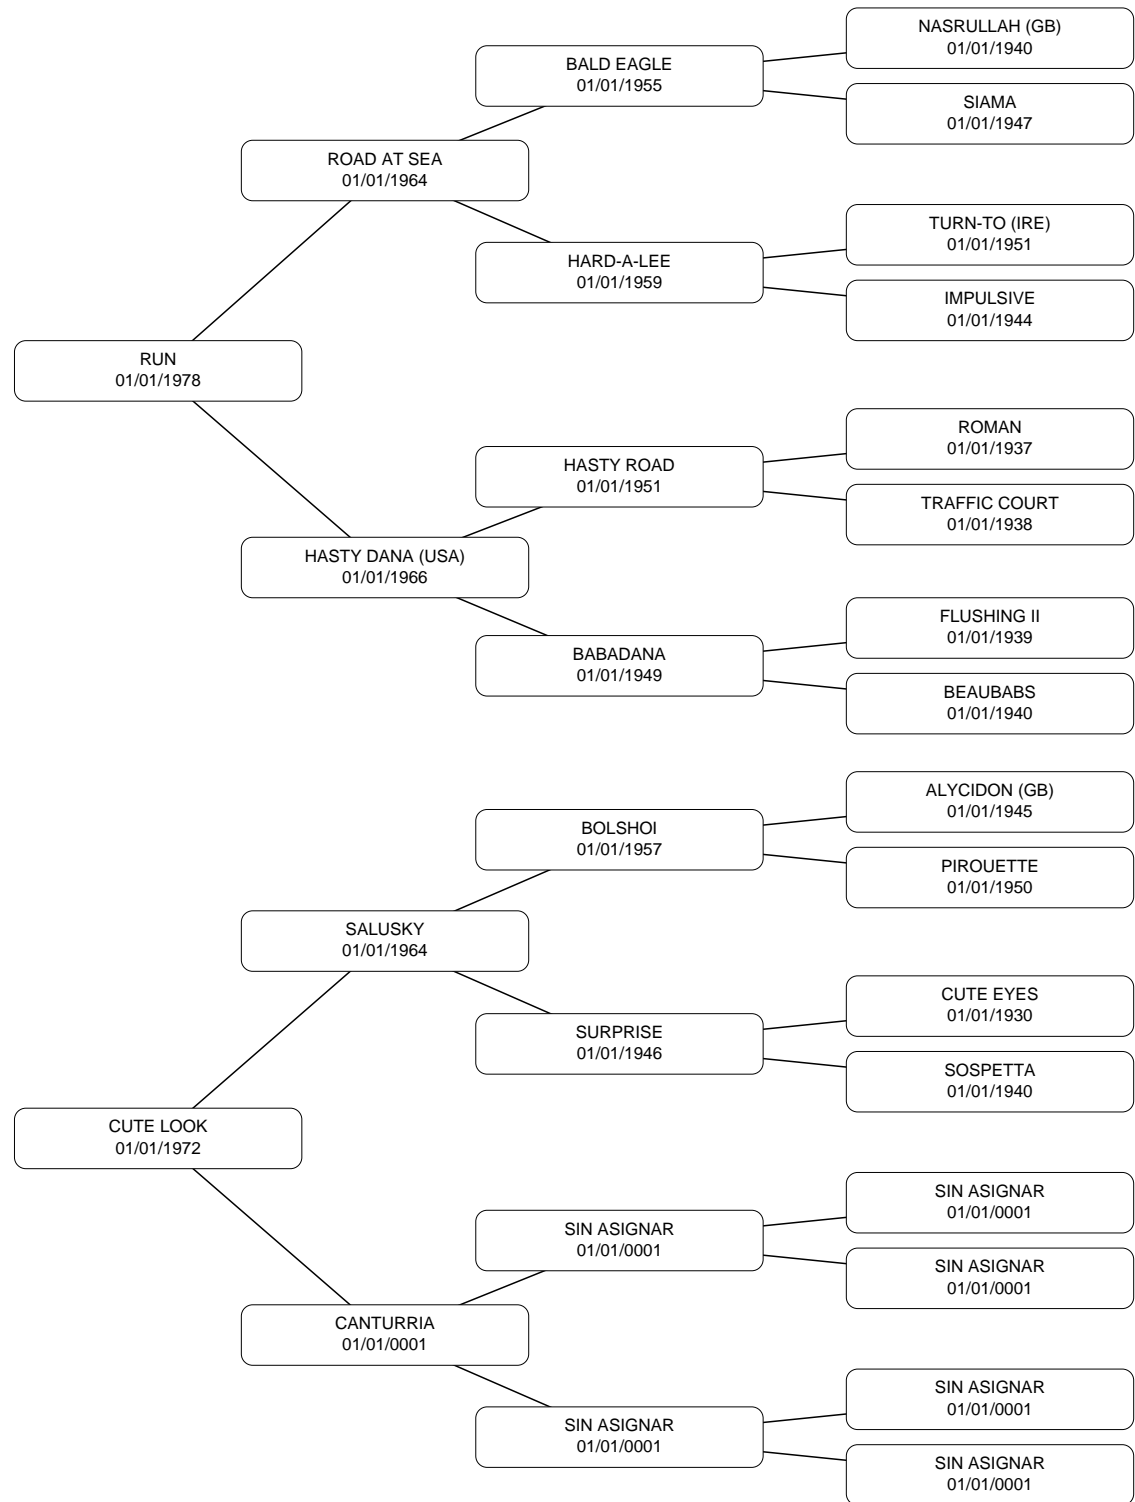 NASRULLAH (GB)
01/01/1940
BALD EAGLE
01/01/1955
SIAMA
01/01/1947
ROAD AT SEA
01/01/1964
TURN-TO (IRE)
01/01/1951
HARD-A-LEE
01/01/1959
IMPULSIVE
01/01/1944
RUN
01/01/1978
ROMAN
01/01/1937
HASTY ROAD
01/01/1951
TRAFFIC COURT
01/01/1938
HASTY DANA (USA)
01/01/1966
FLUSHING II
01/01/1939
BABADANA
01/01/1949
BEAUBABS
01/01/1940
ALYCIDON (GB)
01/01/1945
BOLSHOI
01/01/1957
PIROUETTE
01/01/1950
SALUSKY
01/01/1964
CUTE EYES
01/01/1930
SURPRISE
01/01/1946
SOSPETTA
01/01/1940
CUTE LOOK
01/01/1972
SIN ASIGNAR
01/01/0001
SIN ASIGNAR
01/01/0001
SIN ASIGNAR
01/01/0001
CANTURRIA
01/01/0001
SIN ASIGNAR
01/01/0001
SIN ASIGNAR
01/01/0001
SIN ASIGNAR
01/01/0001